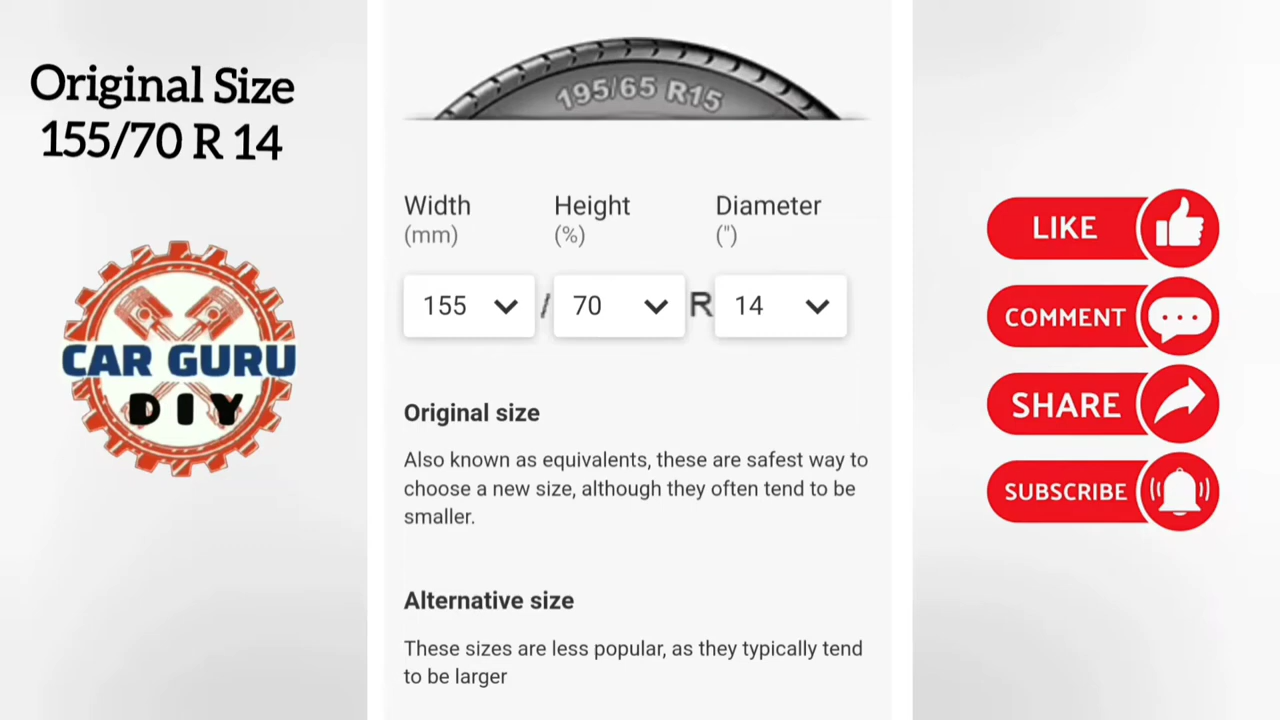 Original Size
155/70 R 14
CAR GURU
DIY
195/65 R15
Width Height Diameter
(mm) (%) (")
155 / 70 R 14
Original size
Also known as equivalents, these are safest way to
choose a new size, although they often tend to be
smaller.
Alternative size
These sizes are less popular, as they typically tend
to be larger
LIKE
COMMENT
SHARE
SUBSCRIBE